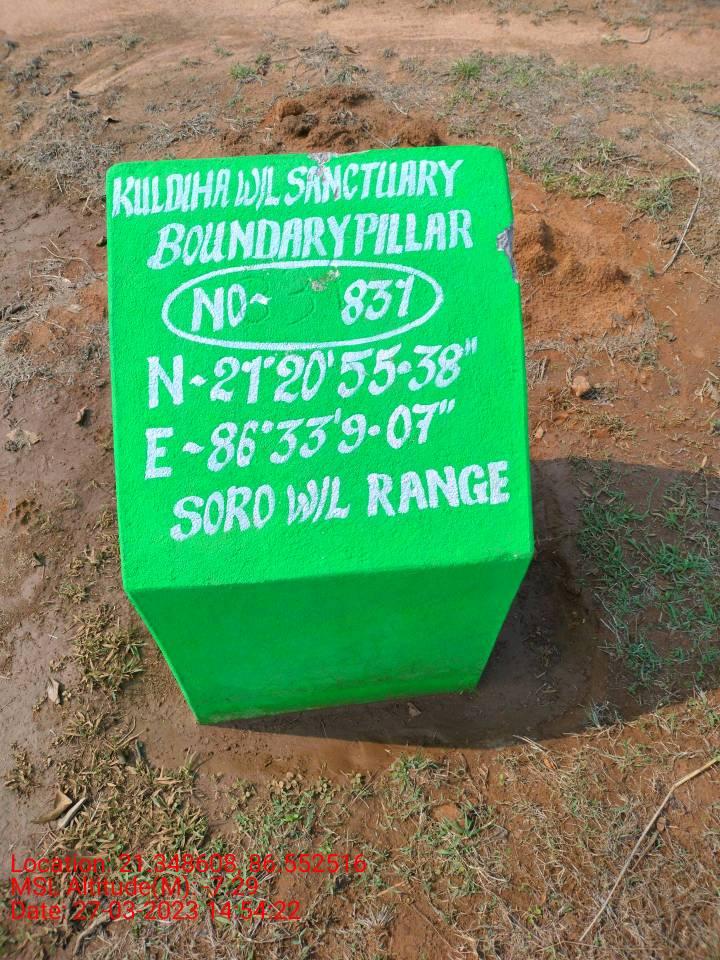 KULDIHA W/L SANCTUARY
BOUNDARY PILLAR
NO~ 831
N~21°20'55.38"
E~86°33'9.07"
SORO W/L RANGE
Location: 21.348608, 86.552516
MSL Altitude(M): -7.29
Date: 27-03-2023 14:54:22